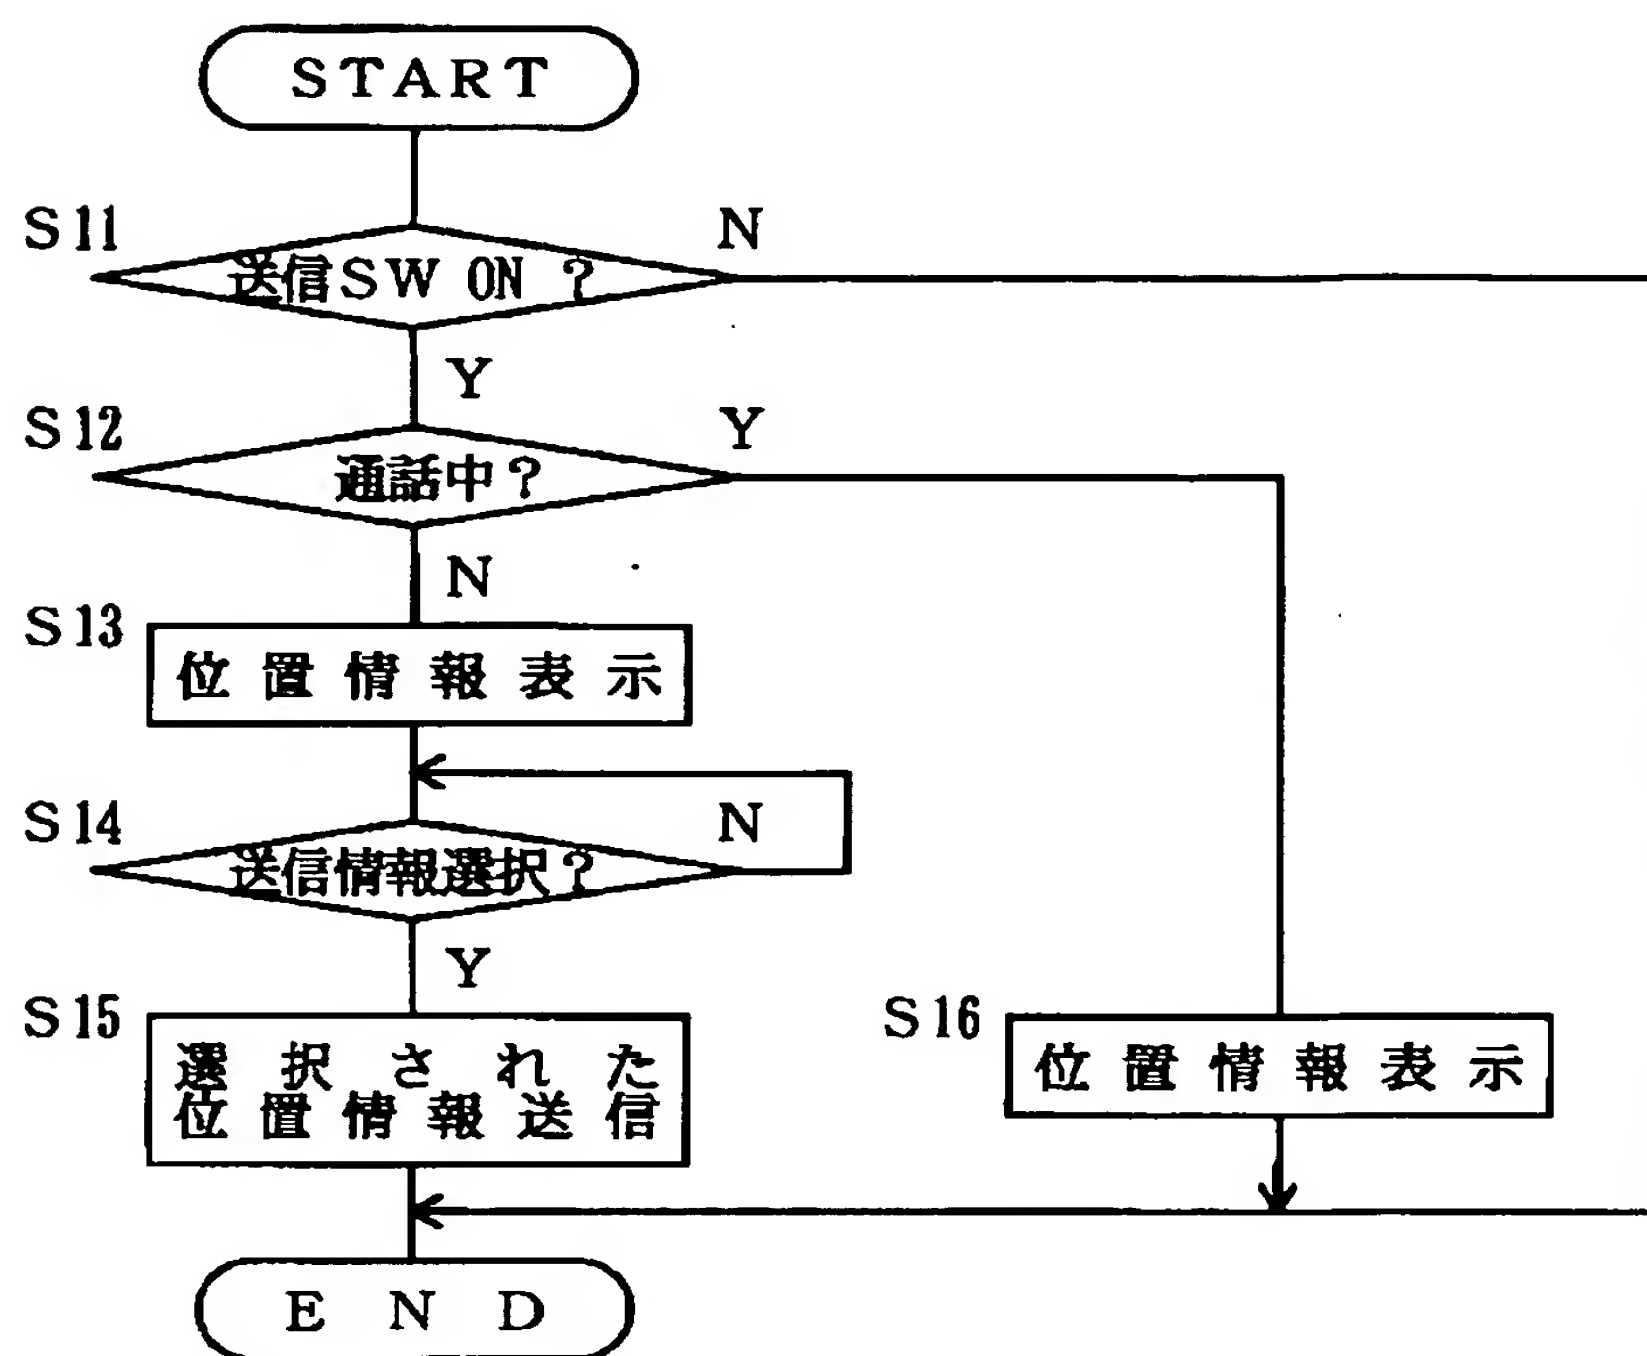 START
S11
送信SW ON ?
N
Y
S12
通話中?
Y
N
S13
位置情報表示
S14
送信情報選択?
N
Y
S15
選択された
位置情報送信
S16
位置情報表示
END